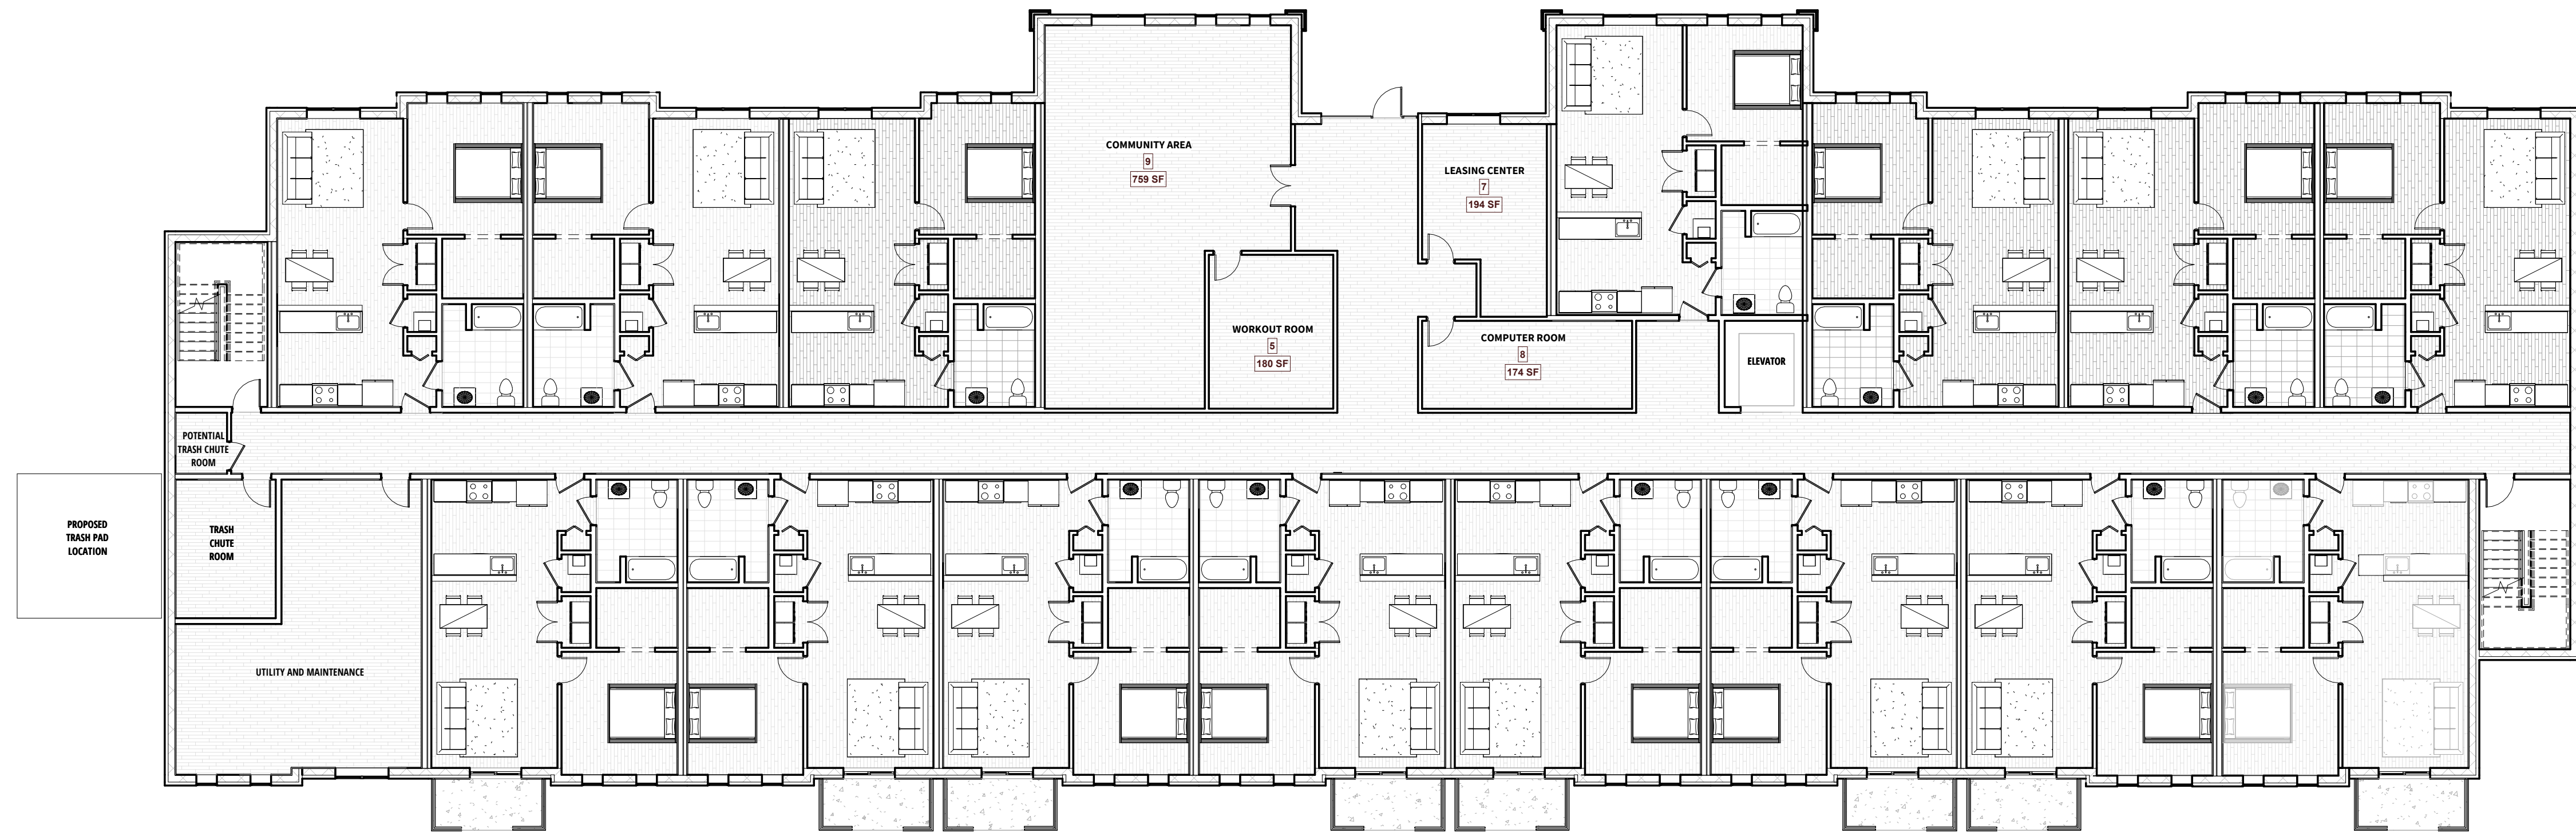 COMMUNITY AREA
9
759 SF
LEASING CENTER
7
194 SF
WORKOUT ROOM
5
180 SF
COMPUTER ROOM
8
174 SF
ELEVATOR
POTENTIAL
TRASH CHUTE
ROOM
PROPOSED
TRASH PAD
LOCATION
TRASH
CHUTE
ROOM
UTILITY AND MAINTENANCE